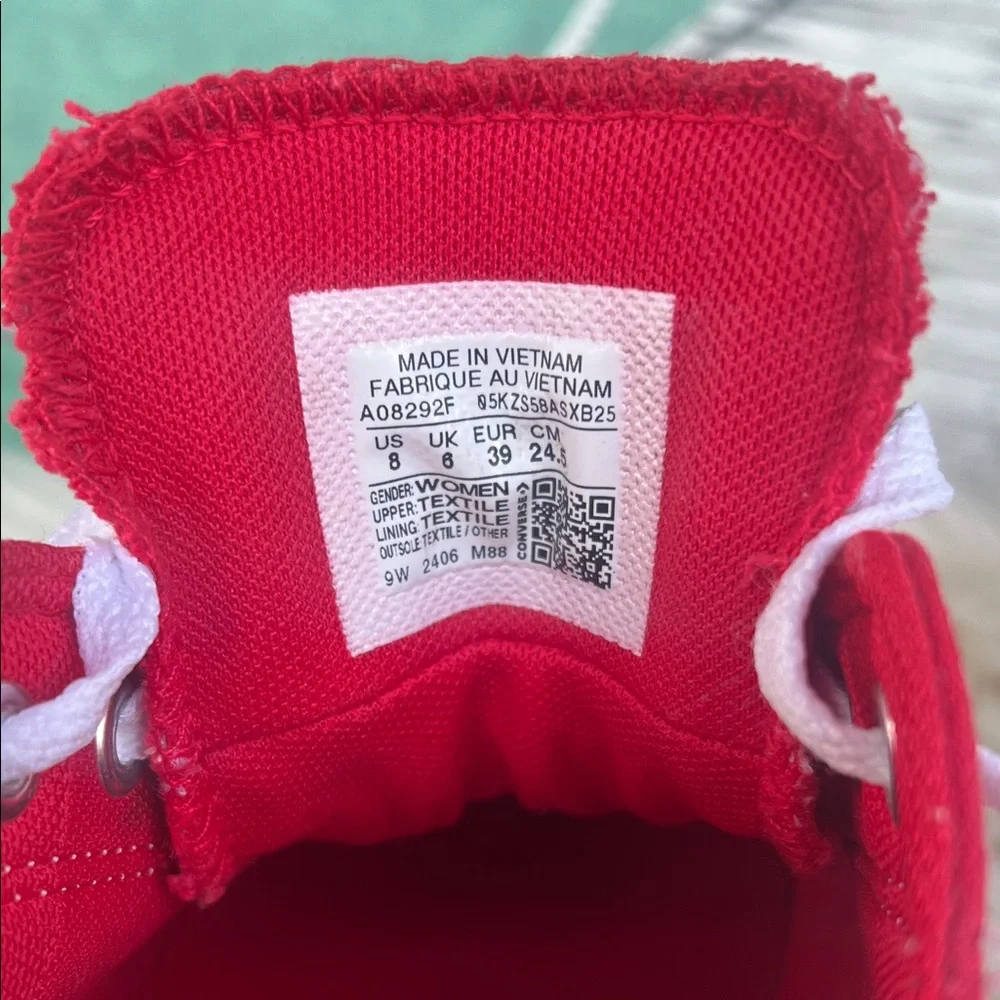 MADE IN VIETNAM
FABRIQUE AU VIETNAM
A08292F 05KZS58ASXB25
US UK EUR CM
8 6 39 24.5
GENDER: WOMEN
UPPER: TEXTILE
LINING: TEXTILE
OUTSOLE TEXTILE / OTHER
9W 2406 M88
CONVERSE